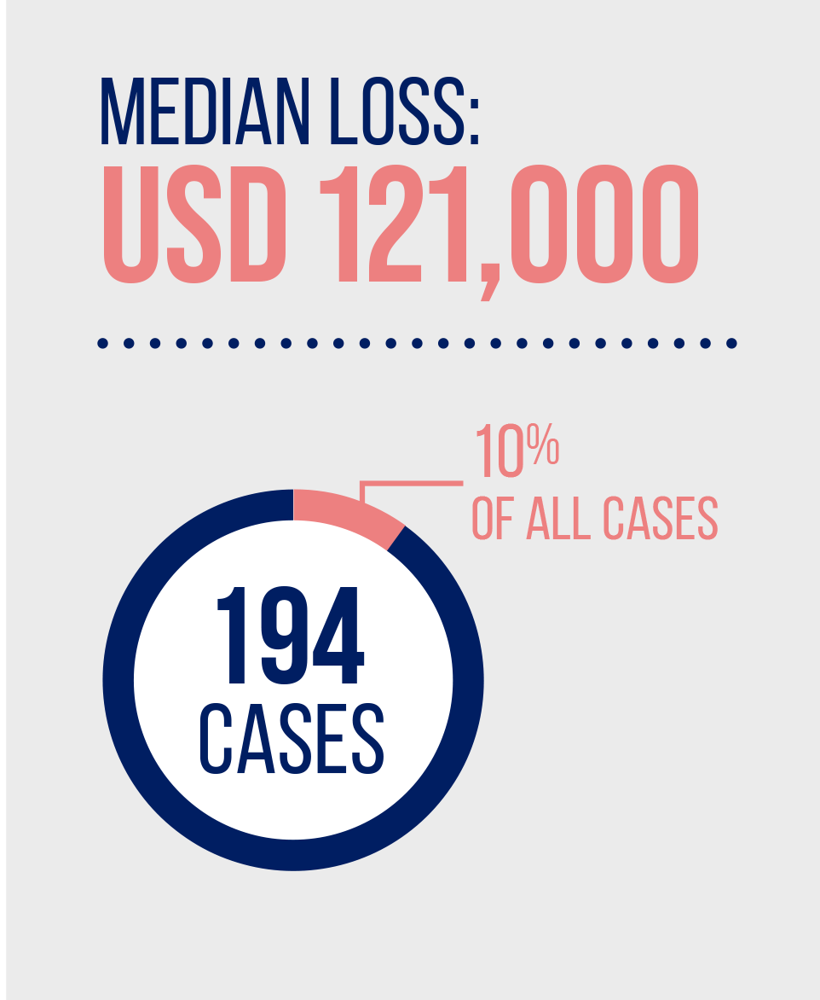 MEDIAN LOSS:
USD 121,000
10%
OF ALL CASES
194
CASES